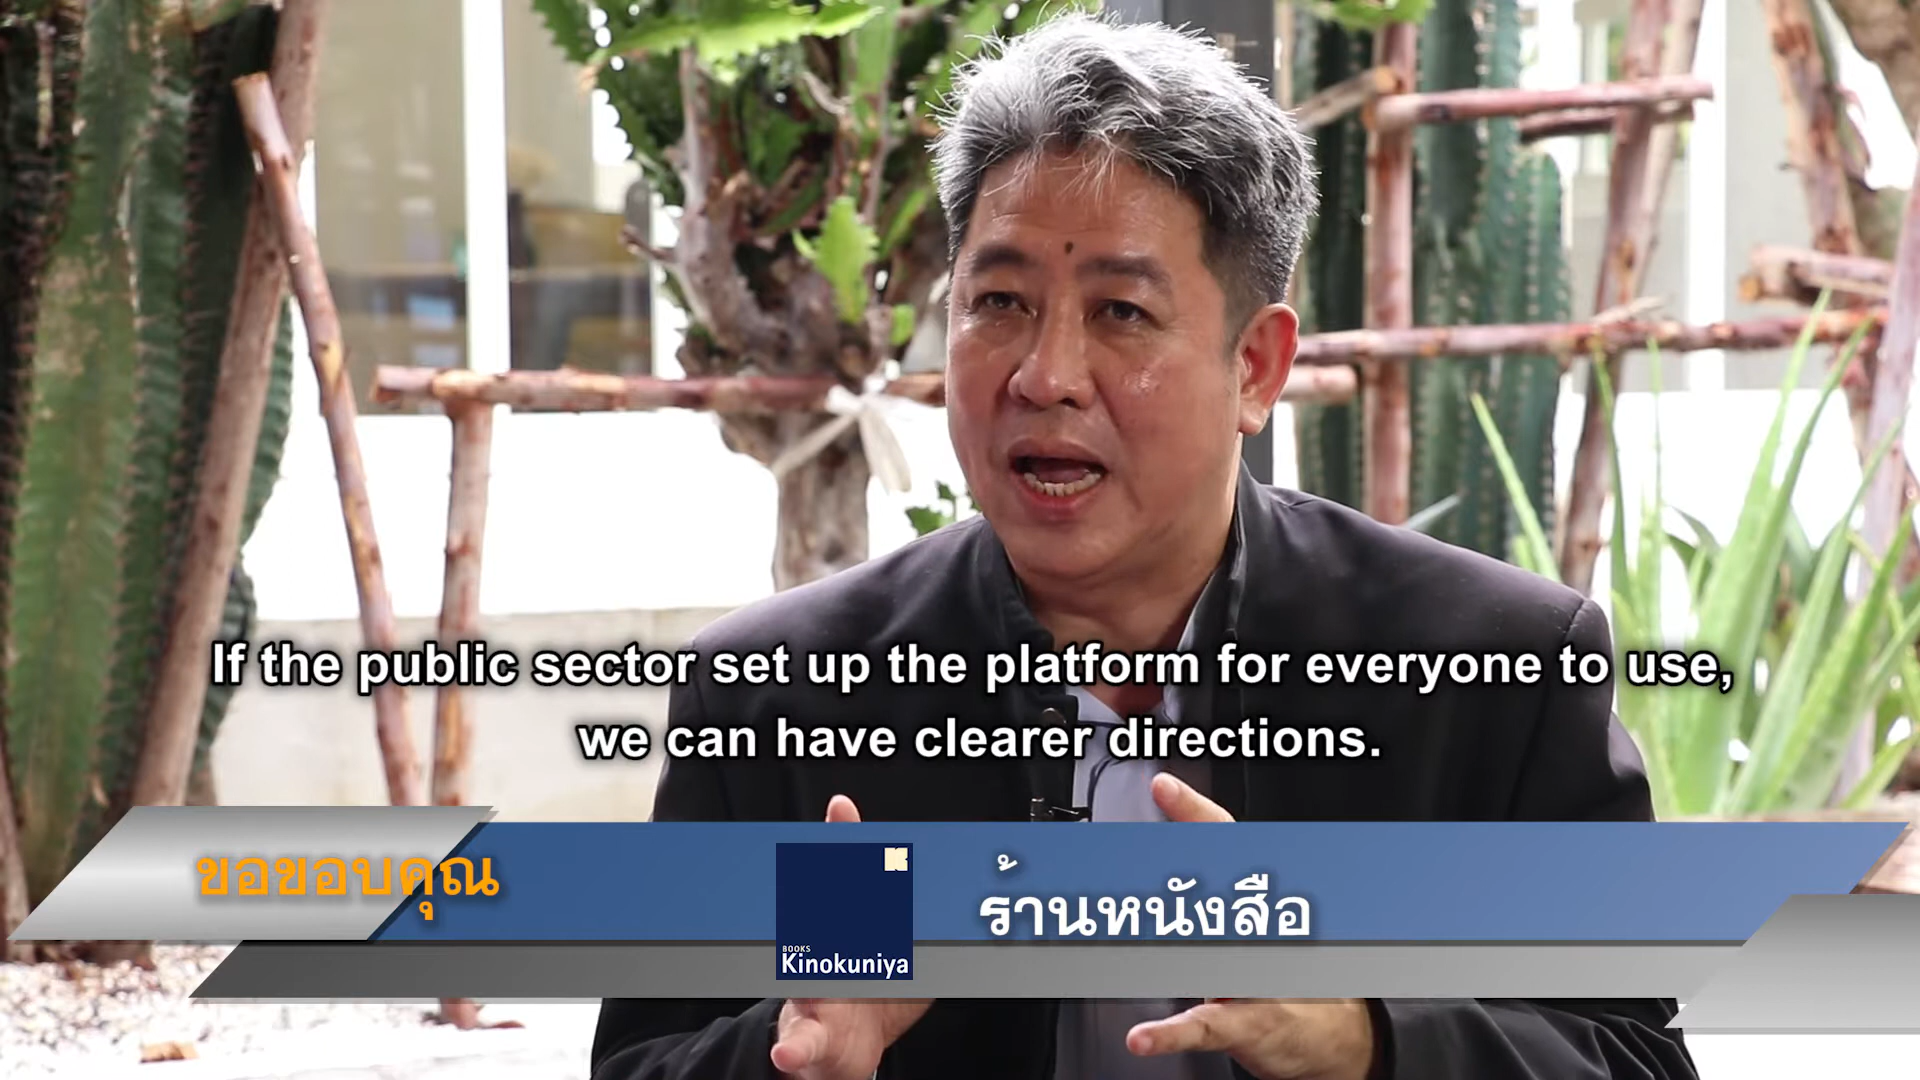 If the public sector set up the platform for everyone to use,
we can have clearer directions.
ขอขอบคุณ
BOOKS
Kinokuniya
ร้านหนังสือ